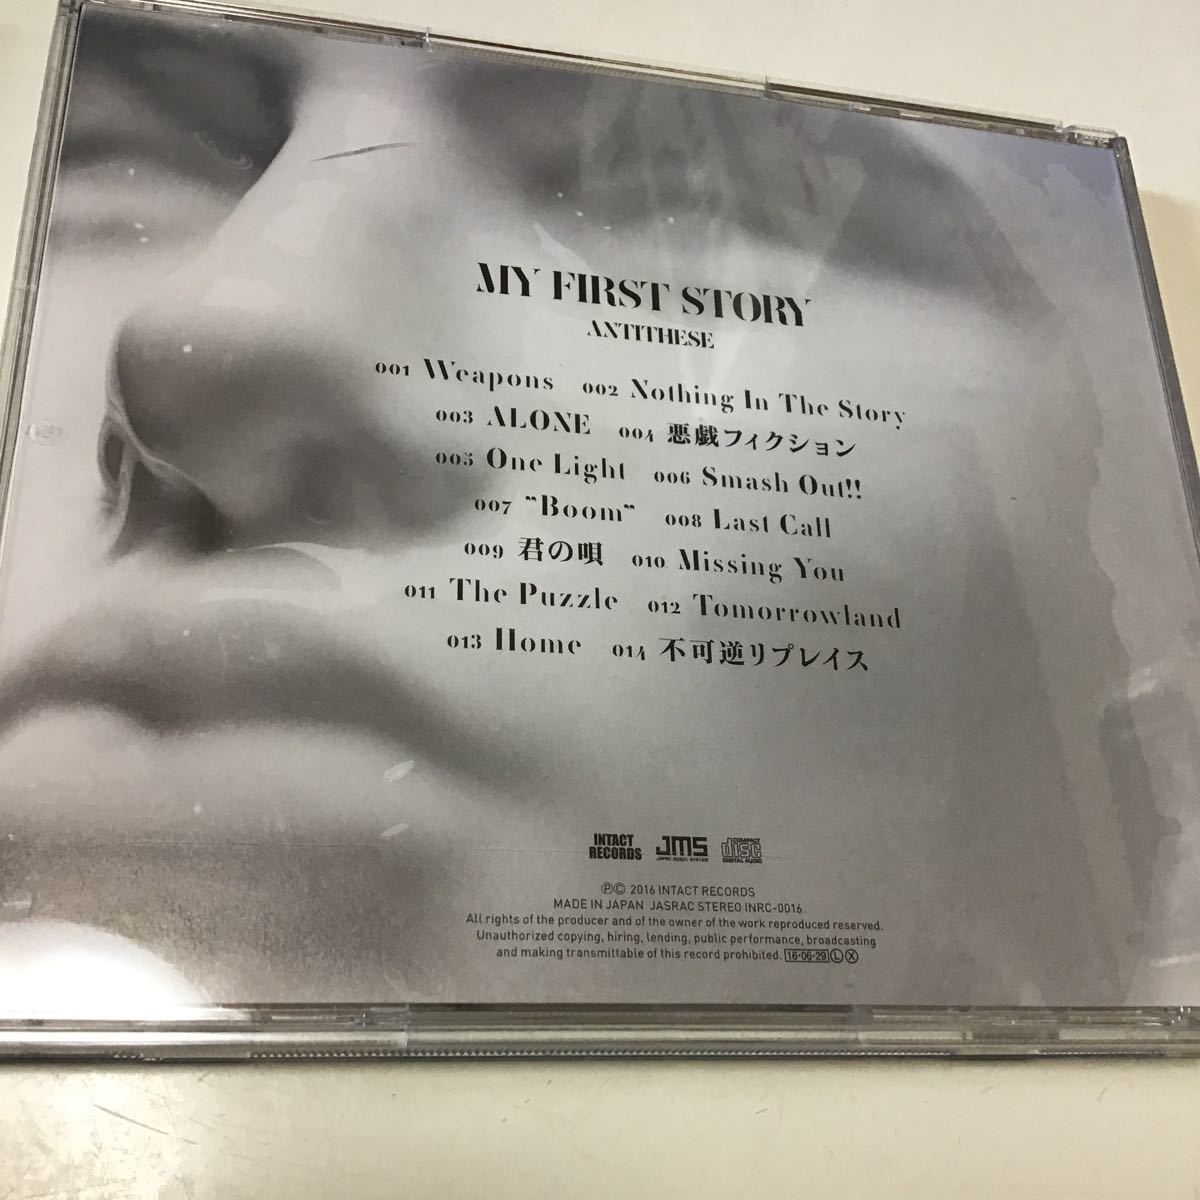 MY FIRST STORY
ANTITHESE
001 Weapons 002 Nothing In The Story
003 ALONE 004 悪戯フィクション
005 One Light 006 Smash Out!!
007 "Boom" 008 Last Call
009 君の唄 010 Missing You
011 The Puzzle 012 Tomorrowland
013 Home 014 不可逆リプレイス
INTACT RECORDS JMS JAPAN MUSIC SYSTEM COMPACT disc DIGITAL AUDIO
Ⓟ© 2016 INTACT RECORDS
MADE IN JAPAN JASRAC STEREO INRC-0016
All rights of the producer and of the owner of the work reproduced reserved.
Unauthorized copying, hiring, lending, public performance, broadcasting
and making transmittable of this record prohibited. 16・06・29 Ⓛ Ⓧ